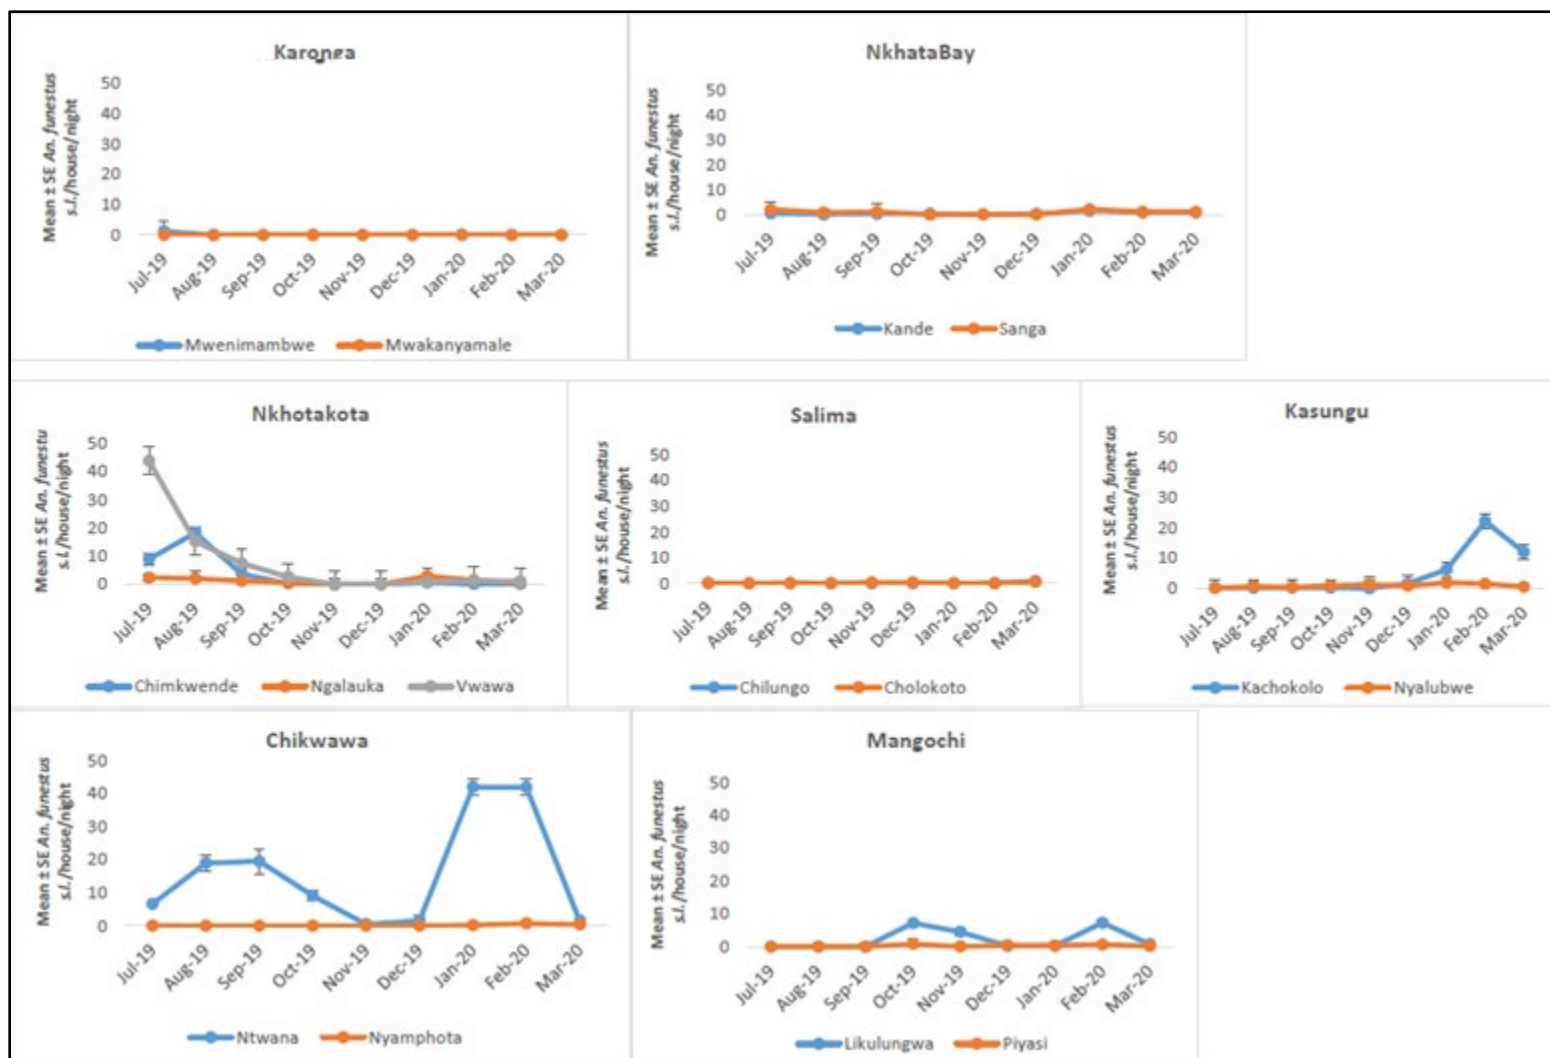 Karonga
Mean ± SE An. funestus
s.l./house/night
50
40
30
20
10
0
Jul-19
Aug-19
Sep-19
Oct-19
Nov-19
Dec-19
Jan-20
Feb-20
Mar-20
Mwenimambwe Mwakanyamale
NkhataBay
Mean ± SE An. funestus
s.l./house/night
50
40
30
20
10
0
Jul-19
Aug-19
Sep-19
Oct-19
Nov-19
Dec-19
Jan-20
Feb-20
Mar-20
Kande Sanga
Nkhotakota
Mean ± SE An. funestu
s.l./house/night
50
40
30
20
10
0
Jul-19
Aug-19
Sep-19
Oct-19
Nov-19
Dec-19
Jan-20
Feb-20
Mar-20
Chimkwende Ngalauka Vwawa
Salima
Mean ± SE An. funestus
s.l./house/night
50
40
30
20
10
0
Jul-19
Aug-19
Sep-19
Oct-19
Nov-19
Dec-19
Jan-20
Feb-20
Mar-20
Chilungo Cholokoto
Kasungu
Mean ± SE An. funestus
s.l./house/night
50
40
30
20
10
0
Jul-19
Aug-19
Sep-19
Oct-19
Nov-19
Dec-19
Jan-20
Feb-20
Mar-20
Kachokolo Nyalubwe
Chikwawa
Mean ± SE An. funestus
s.l./house/night
50
40
30
20
10
0
Jul-19
Aug-19
Sep-19
Oct-19
Nov-19
Dec-19
Jan-20
Feb-20
Mar-20
Ntwana Nyamphota
Mangochi
Mean ± SE An. funestus
s.l./house/night
50
40
30
20
10
0
Jul-19
Aug-19
Sep-19
Oct-19
Nov-19
Dec-19
Jan-20
Feb-20
Mar-20
Likulungwa Piyasi